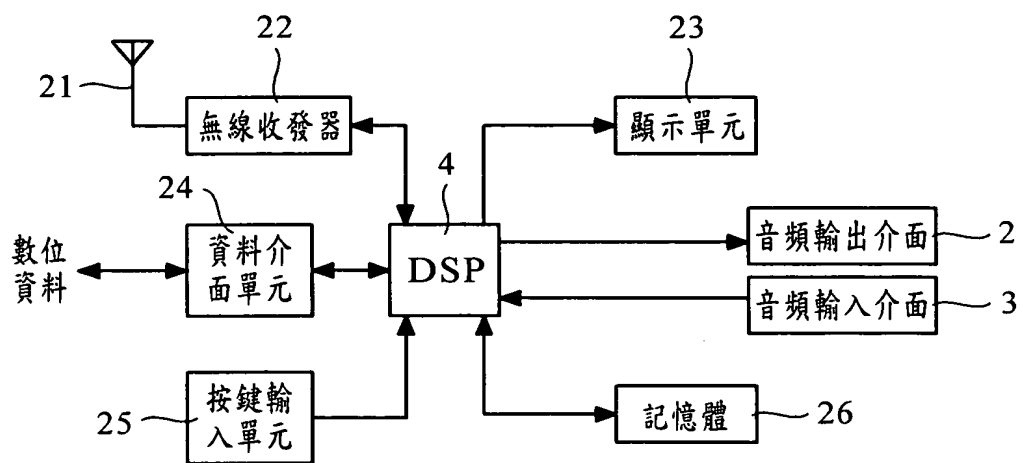 22
23
21
無線收發器
顯示單元
24
4
數位
資料
資料介
面單元
DSP
音頻輸出介面
2
音頻輸入介面
3
25
按鍵輸
入單元
記憶體
26